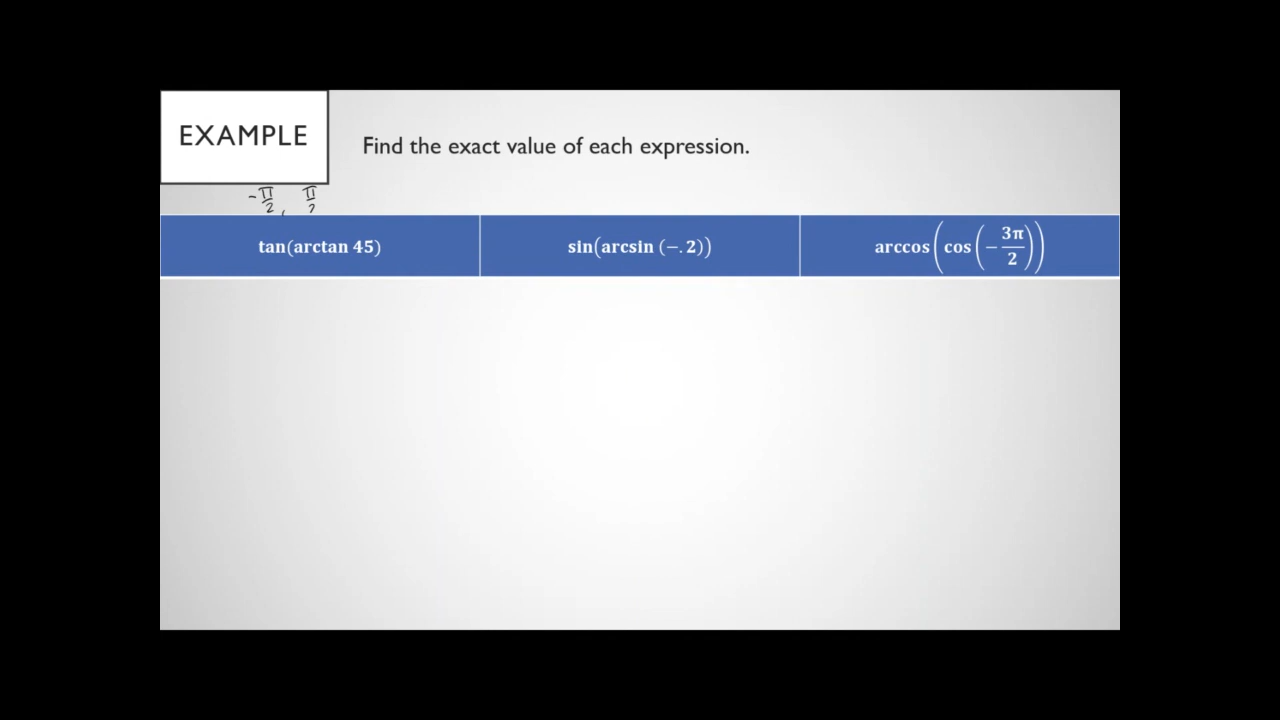 EXAMPLE
Find the exact value of each expression.
-π/2, π/2
tan(arctan 45)
sin(arcsin (−.2))
arccos(cos(−3π/2))